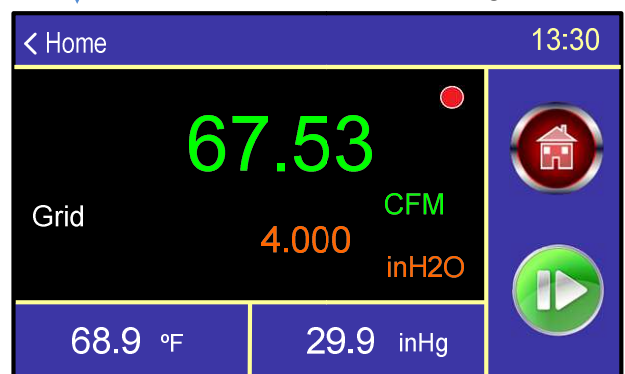 < Home 13:30
67.53
CFM
Grid
4.000
inH2O
68.9 ºF 29.9 inHg